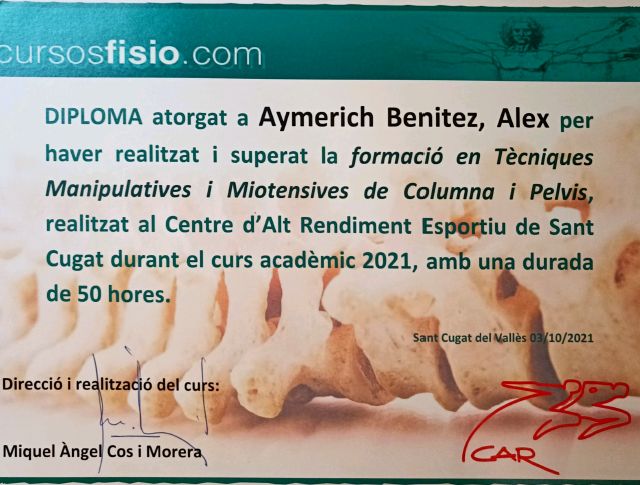 cursosfisio.com
DIPLOMA atorgat a Aymerich Benitez, Alex per
haver realitzat i superat la formació en Tècniques
Manipulatives i Miotensives de Columna i Pelvis,
realitzat al Centre d'Alt Rendiment Esportiu de Sant
Cugat durant el curs acadèmic 2021, amb una durada
de 50 hores.
Sant Cugat del Vallès 03/10/2021
Direcció i realització del curs:
Miquel Àngel Cos i Morera
CAR